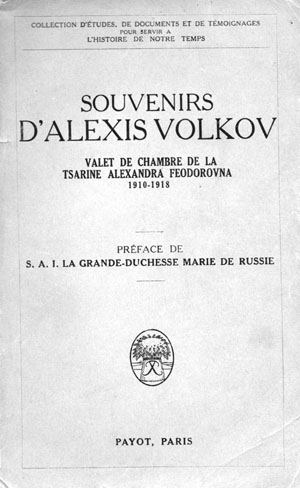 COLLECTION D'ÉTUDES, DE DOCUMENTS ET DE TÉMOIGNAGES
POUR SERVIR A
L'HISTOIRE DE NOTRE TEMPS
SOUVENIRS
D'ALEXIS VOLKOV
VALET DE CHAMBRE DE LA
TSARINE ALEXANDRA FEODOROVNA
1910-1918
PRÉFACE DE
S. A. I. LA GRANDE-DUCHESSE MARIE DE RUSSIE
PAYOT, PARIS